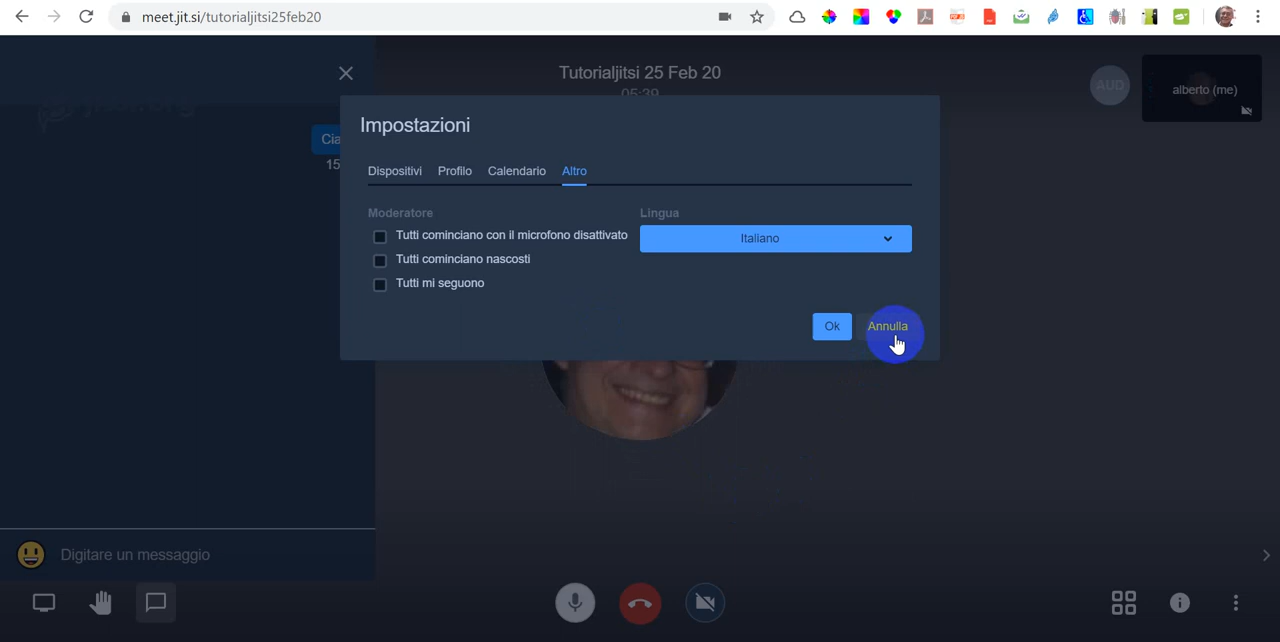 meet.jit.si/tutorialjitsi25feb20
Tutorialjitsi 25 Feb 20
05:39
AUD
alberto (me)
Cia
15
Impostazioni
Dispositivi Profilo Calendario Altro
Moderatore
Tutti cominciano con il microfono disattivato
Tutti cominciano nascosti
Tutti mi seguono
Lingua
Italiano
Ok Annulla
Digitare un messaggio